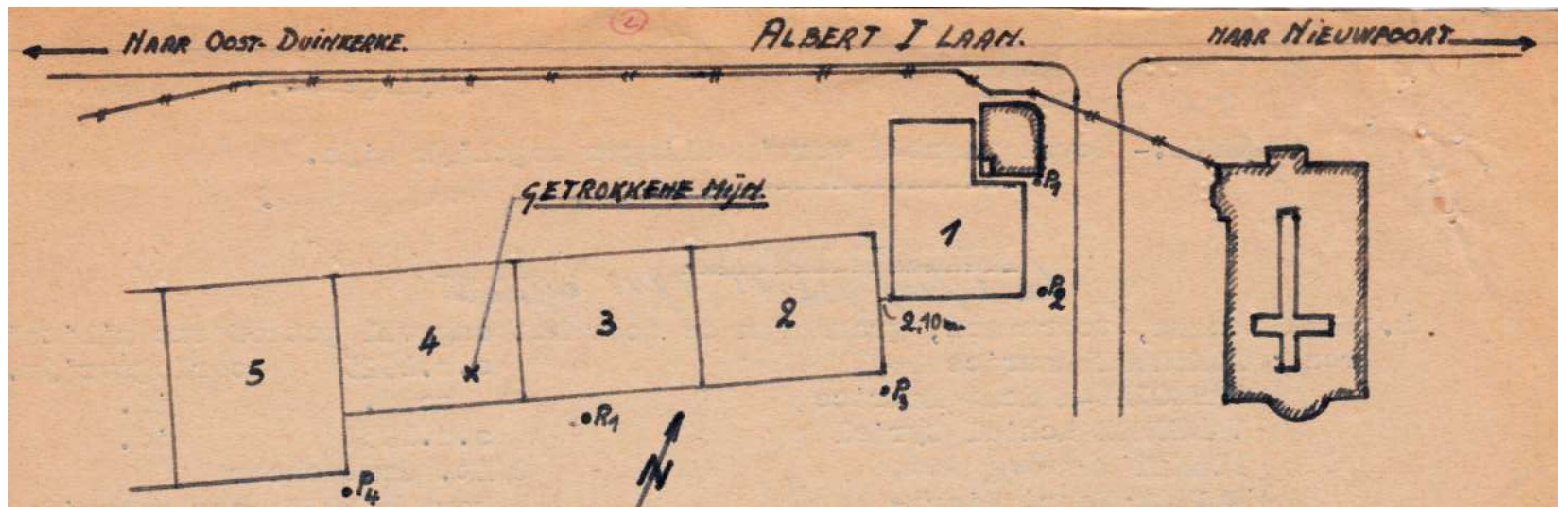 NAAR OOST-DUINKERKE.
2
ALBERT I LAAN.
NAAR NIEUWPOORT
GETROKKENE MIJN.
P1
1
P2
2,10m.
2
3
4
5
P3
R1
P4
N